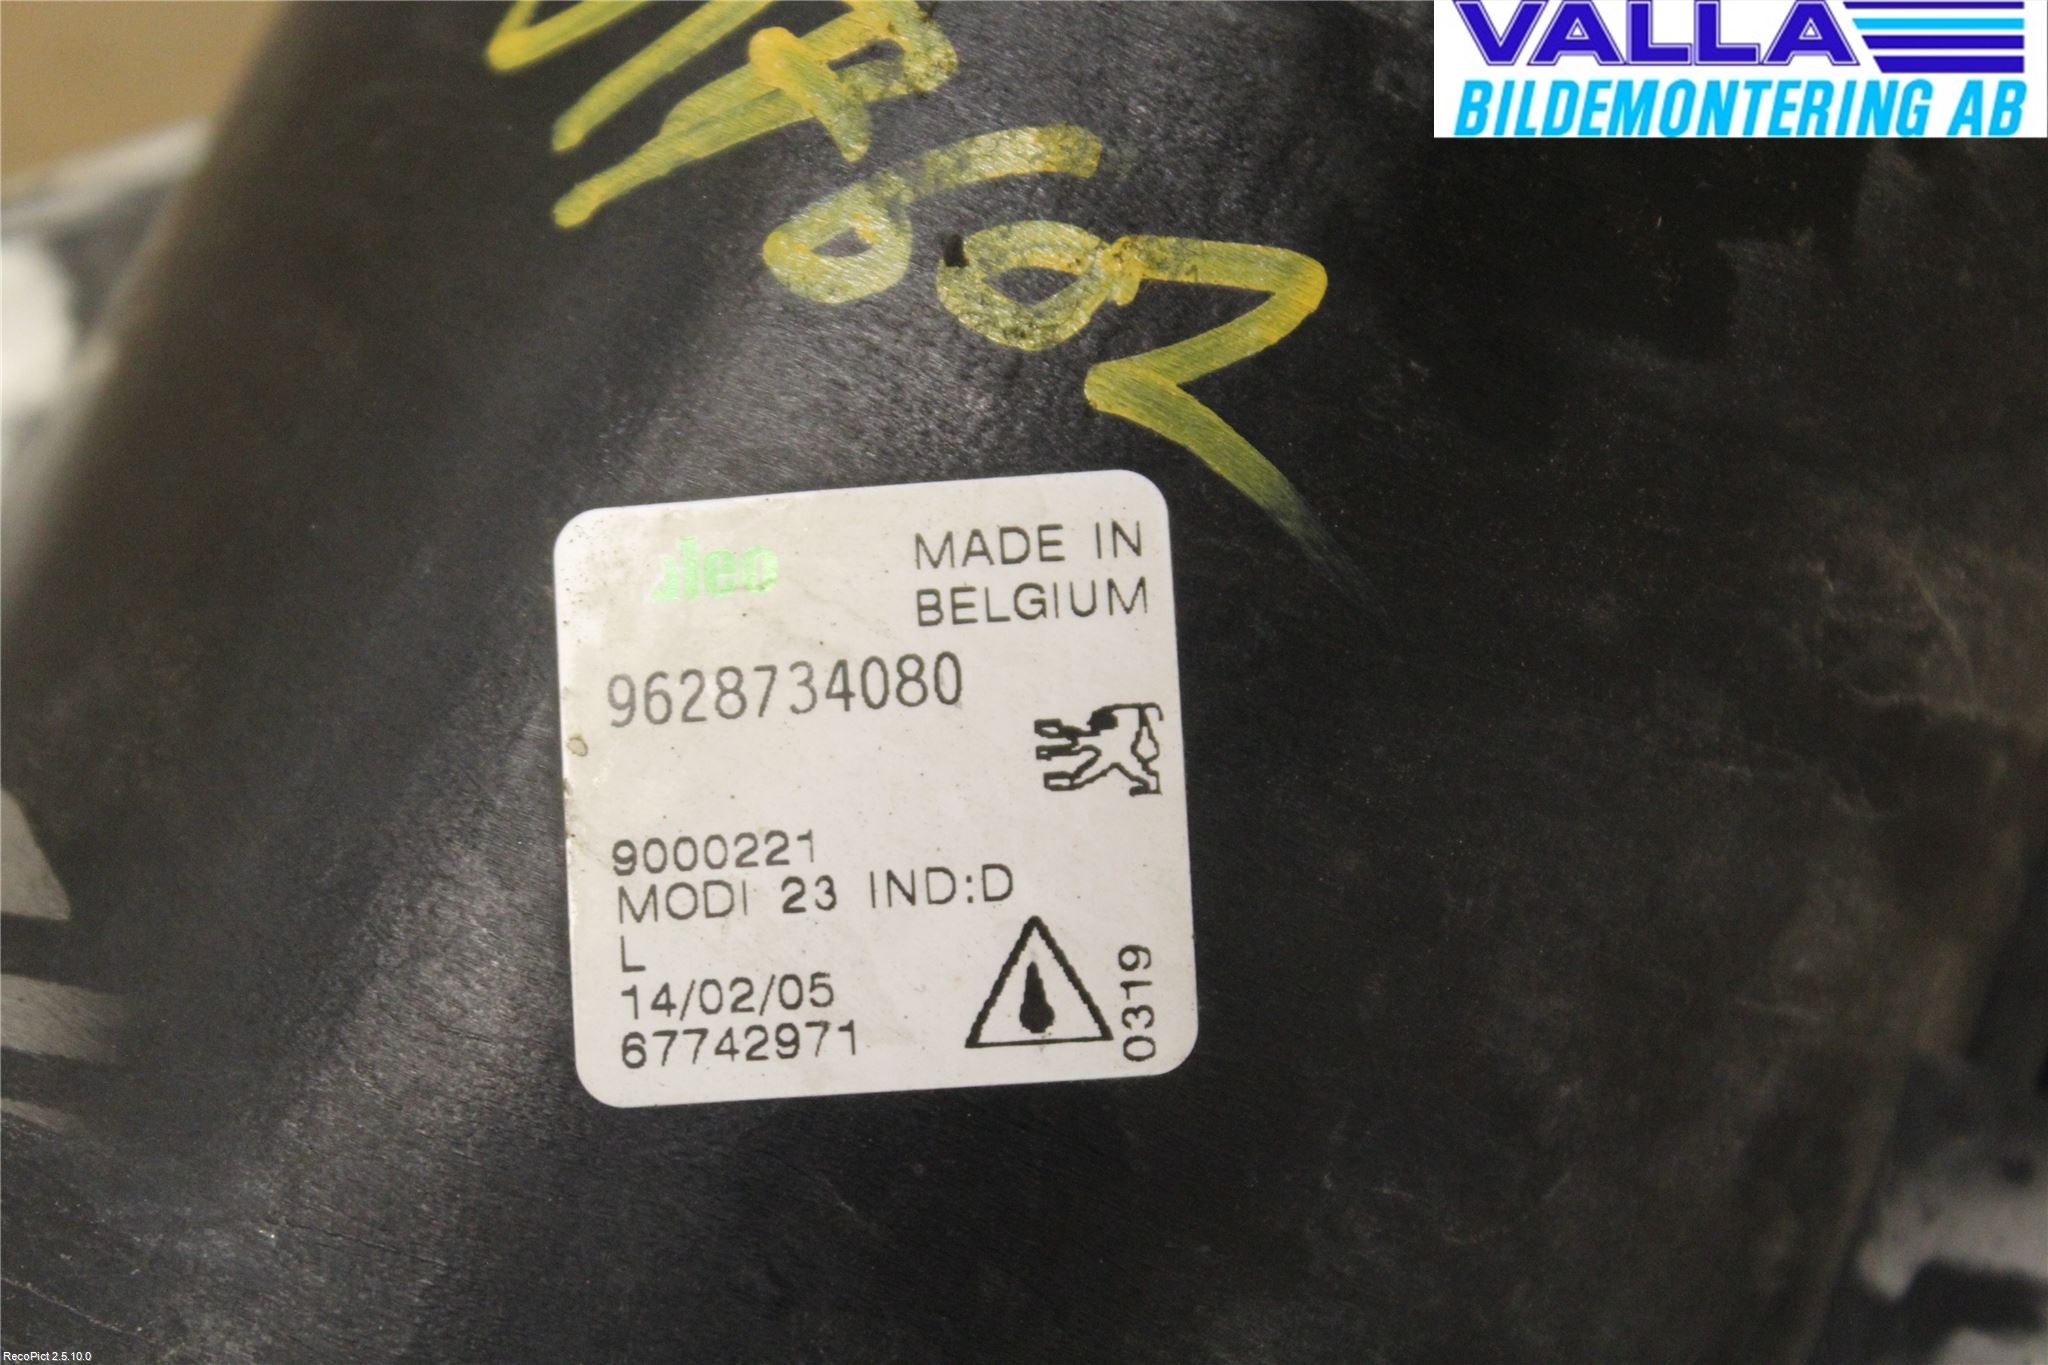 VALLA
BILDEMONTERING AB
MADE IN
BELGIUM
9628734080
9000221
MODI 23 IND:D
L
14/02/05
67742971
0319
RecoPict 2.5.10.0